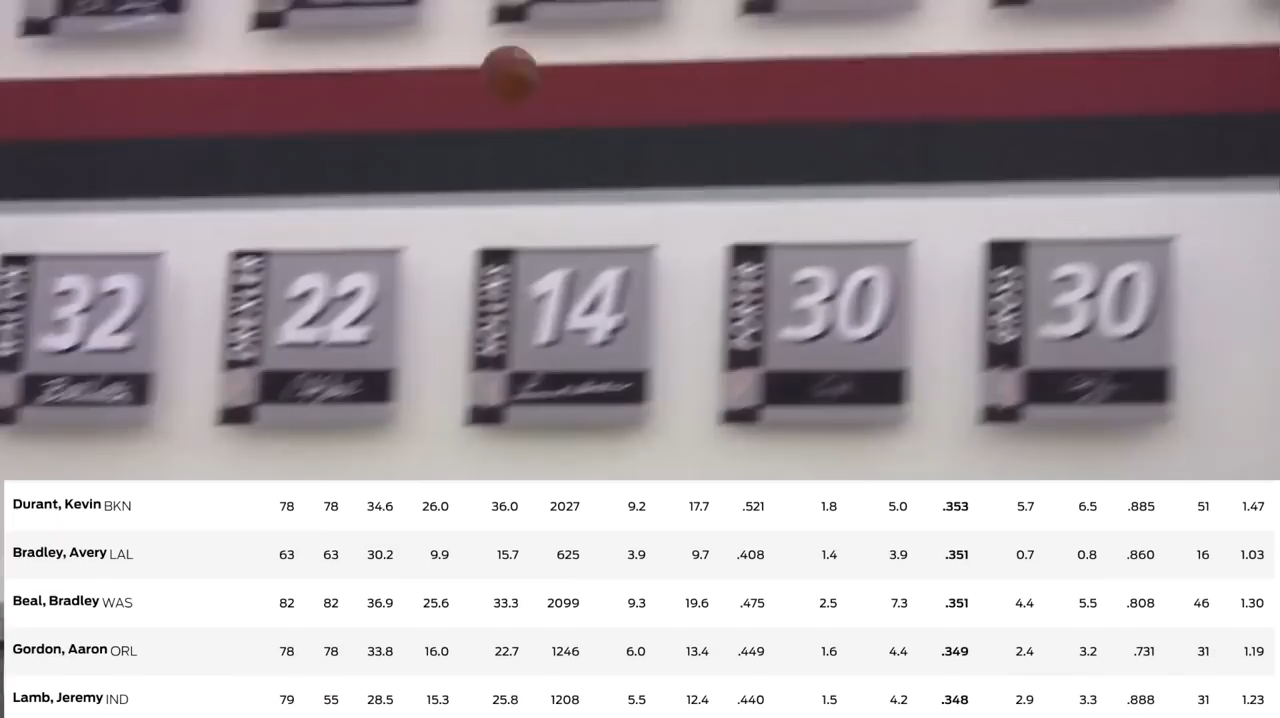 32 22 14 30 30
Durant, Kevin BKN 78 78 34.6 26.0 36.0 2027 9.2 17.7 .521 1.8 5.0 .353 5.7 6.5 .885 51 1.47
Bradley, Avery LAL 63 63 30.2 9.9 15.7 625 3.9 9.7 .408 1.4 3.9 .351 0.7 0.8 .860 16 1.03
Beal, Bradley WAS 82 82 36.9 25.6 33.3 2099 9.3 19.6 .475 2.5 7.3 .351 4.4 5.5 .808 46 1.30
Gordon, Aaron ORL 78 78 33.8 16.0 22.7 1246 6.0 13.4 .449 1.6 4.4 .349 2.4 3.2 .731 31 1.19
Lamb, Jeremy IND 79 55 28.5 15.3 25.8 1208 5.5 12.4 .440 1.5 4.2 .348 2.9 3.3 .888 31 1.23